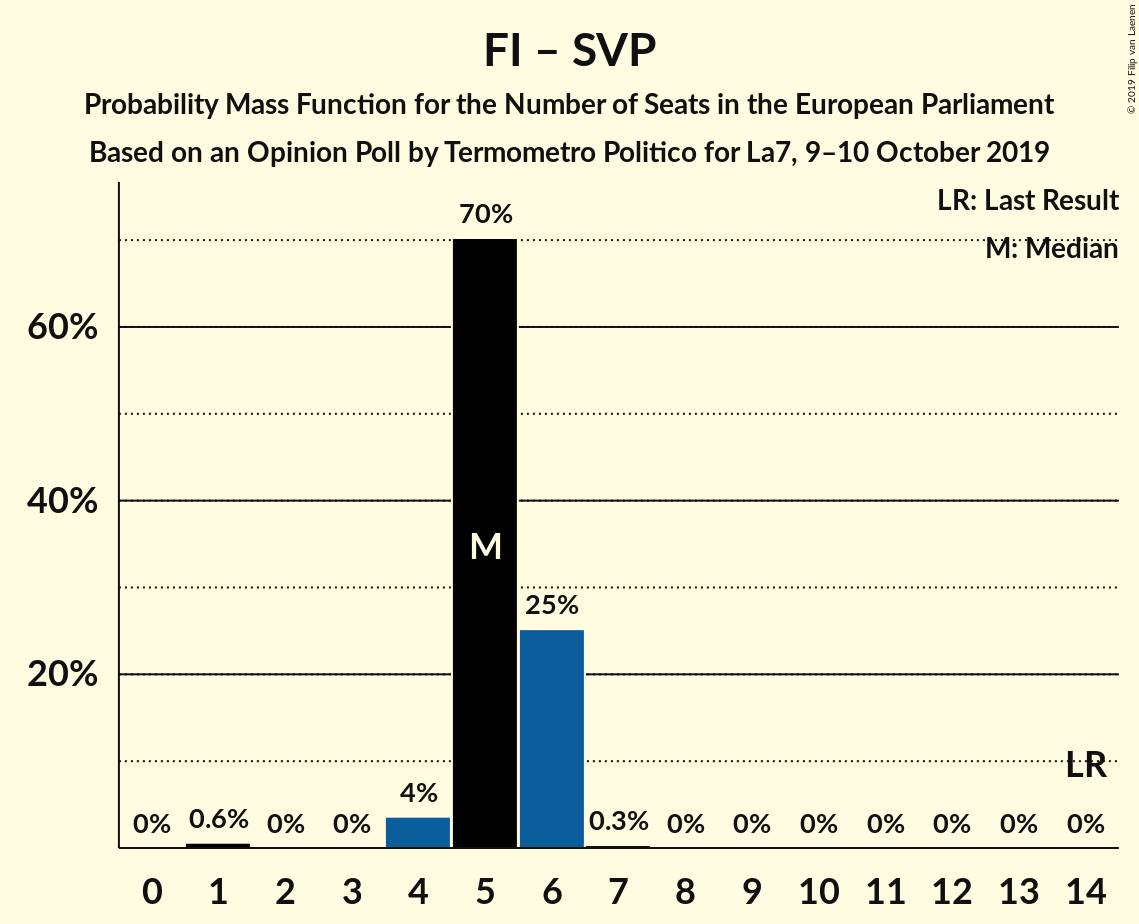 FI – SVP
Probability Mass Function for the Number of Seats in the European Parliament
Based on an Opinion Poll by Termometro Politico for La7, 9–10 October 2019
© 2019 Filip van Laenen
LR: Last Result
M: Median
70%
60%
40%
M
25%
20%
LR
0% 0.6% 0% 0% 4% 0.3% 0% 0% 0% 0% 0% 0% 0%
0 1 2 3 4 5 6 7 8 9 10 11 12 13 14